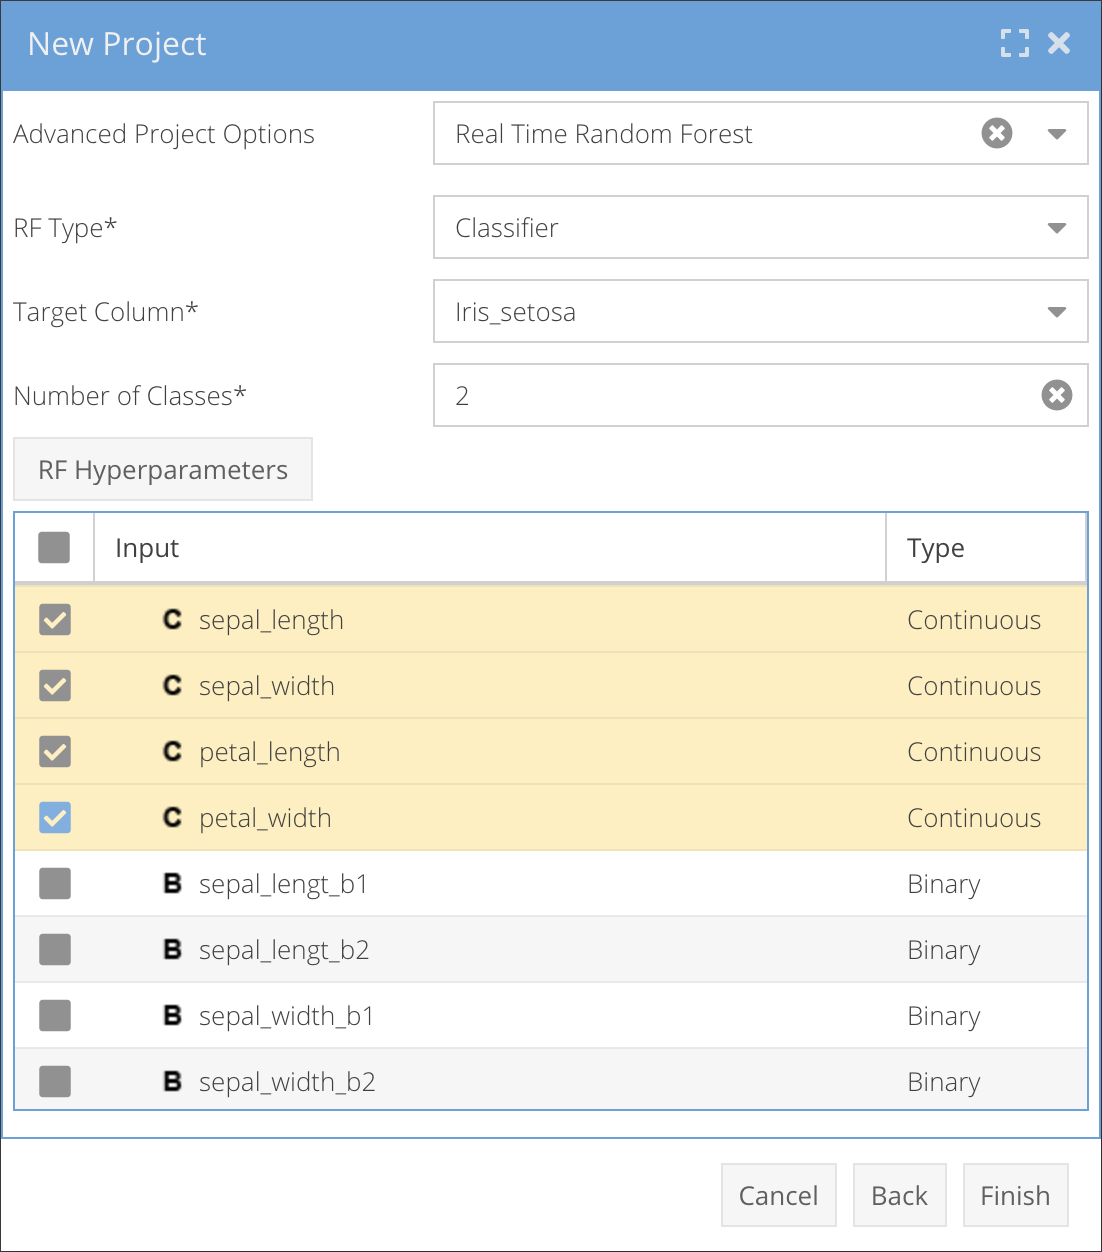 New Project
Advanced Project Options Real Time Random Forest
RF Type* Classifier
Target Column* Iris_setosa
Number of Classes* 2
RF Hyperparameters
Input Type
C sepal_length Continuous
C sepal_width Continuous
C petal_length Continuous
C petal_width Continuous
B sepal_lengt_b1 Binary
B sepal_lengt_b2 Binary
B sepal_width_b1 Binary
B sepal_width_b2 Binary
Cancel Back Finish